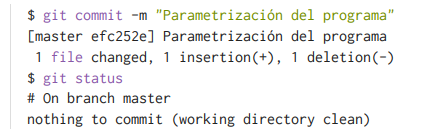 $ git commit -m "Parametrización del programa"
[master efc252e] Parametrización del programa
 1 file changed, 1 insertion(+), 1 deletion(-)
$ git status
# On branch master
nothing to commit (working directory clean)